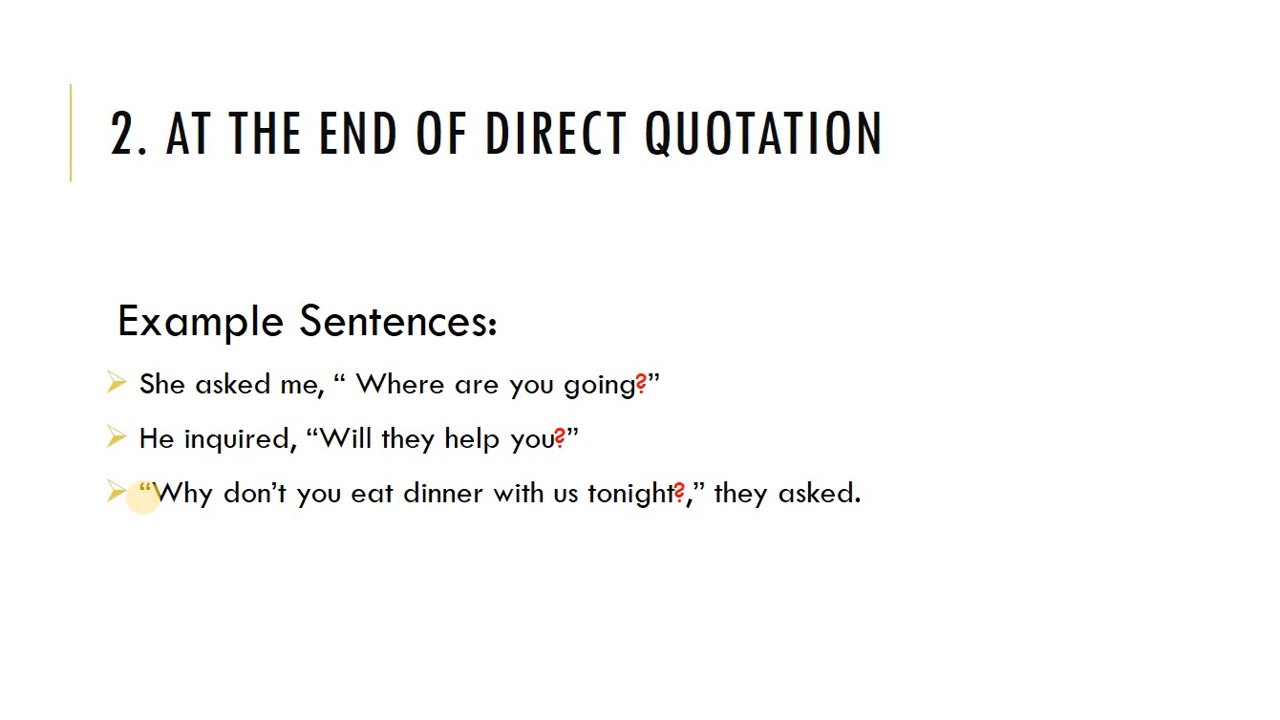 2. AT THE END OF DIRECT QUOTATION
Example Sentences:
She asked me, “ Where are you going?”
He inquired, “Will they help you?”
“Why don’t you eat dinner with us tonight?,” they asked.